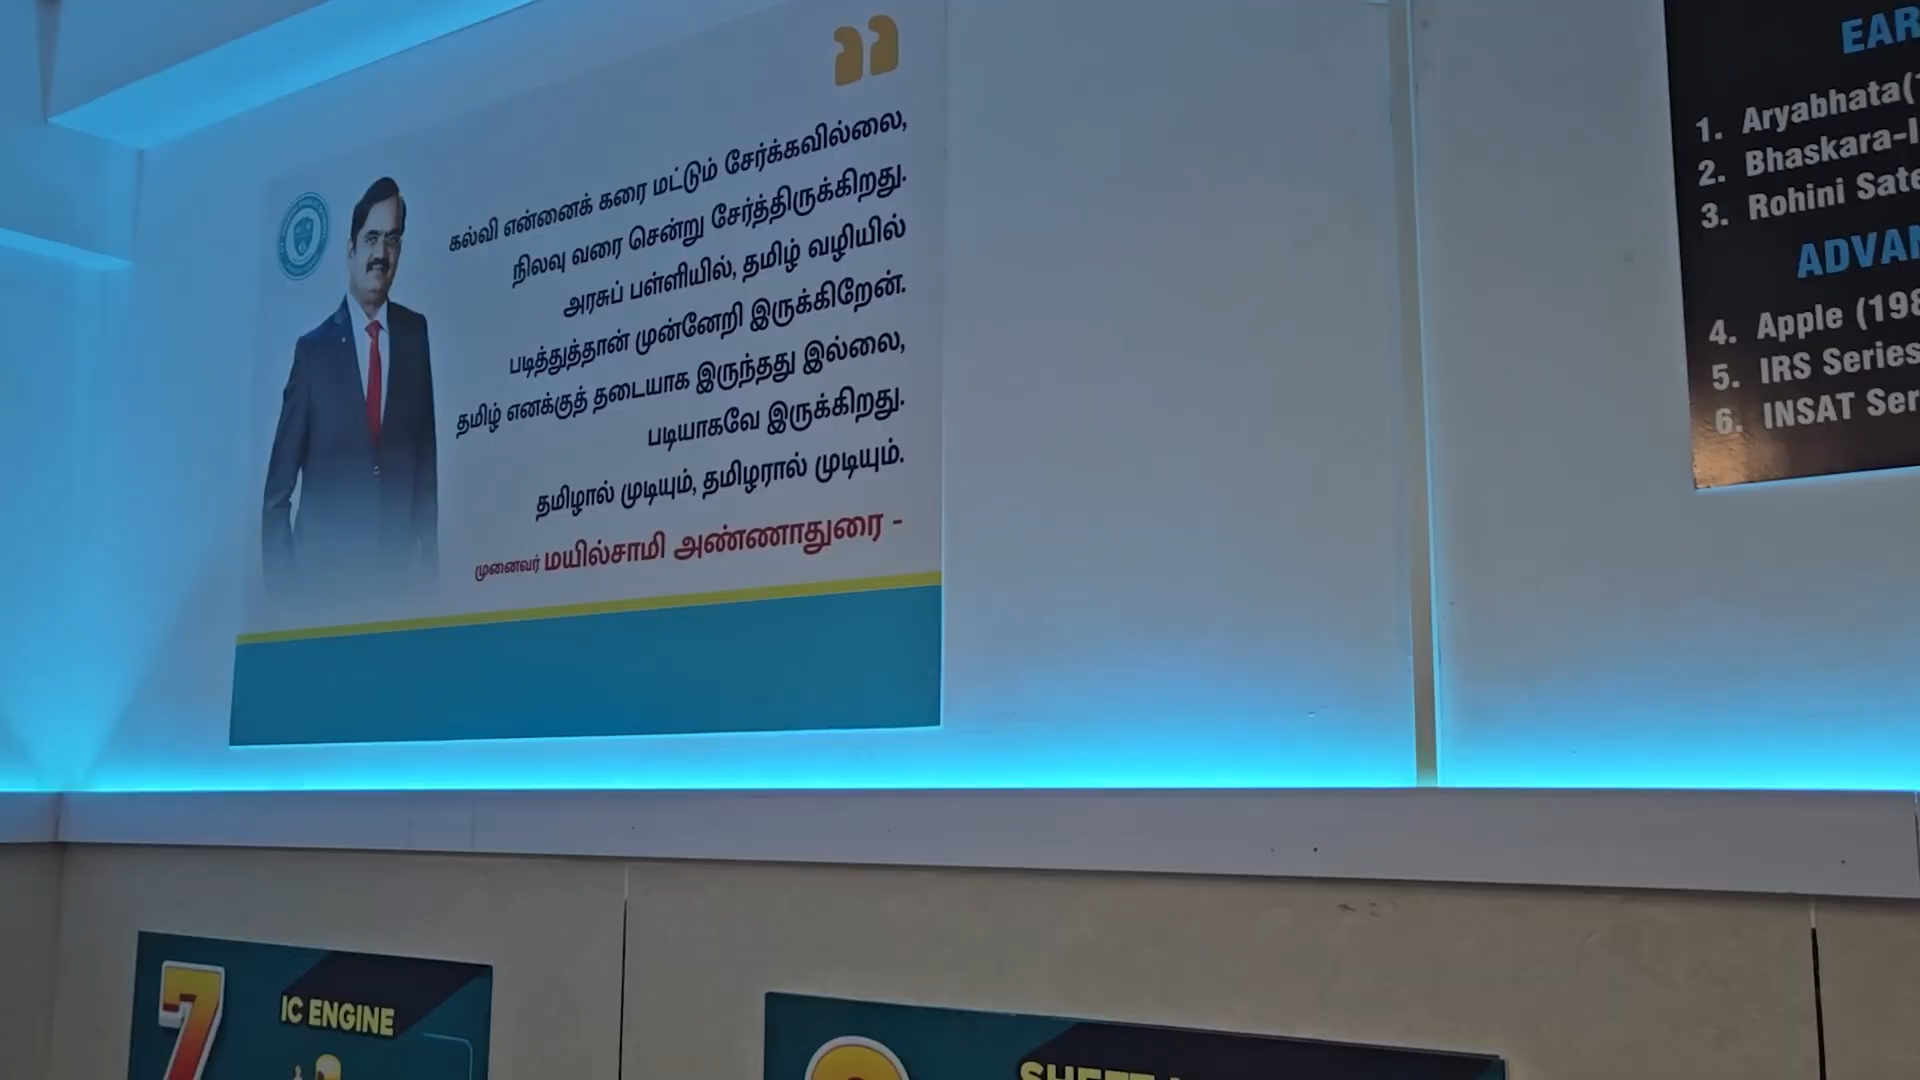 கல்வி என்னைக் கரை மட்டும் சேர்க்கவில்லை,
நிலவு வரை சென்று சேர்த்திருக்கிறது.
அரசுப் பள்ளியில், தமிழ் வழியில்
படித்துத்தான் முன்னேறி இருக்கிறேன்.
தமிழ் எனக்குத் தடையாக இருந்தது இல்லை,
படியாகவே இருக்கிறது.
தமிழால் முடியும், தமிழரால் முடியும்.
முனைவர் மயில்சாமி அண்ணாதுரை -
EAR
1. Aryabhata(
2. Bhaskara-I
3. Rohini Sate
ADVAN
4. Apple (198
5. IRS Series
6. INSAT Ser
7
IC ENGINE